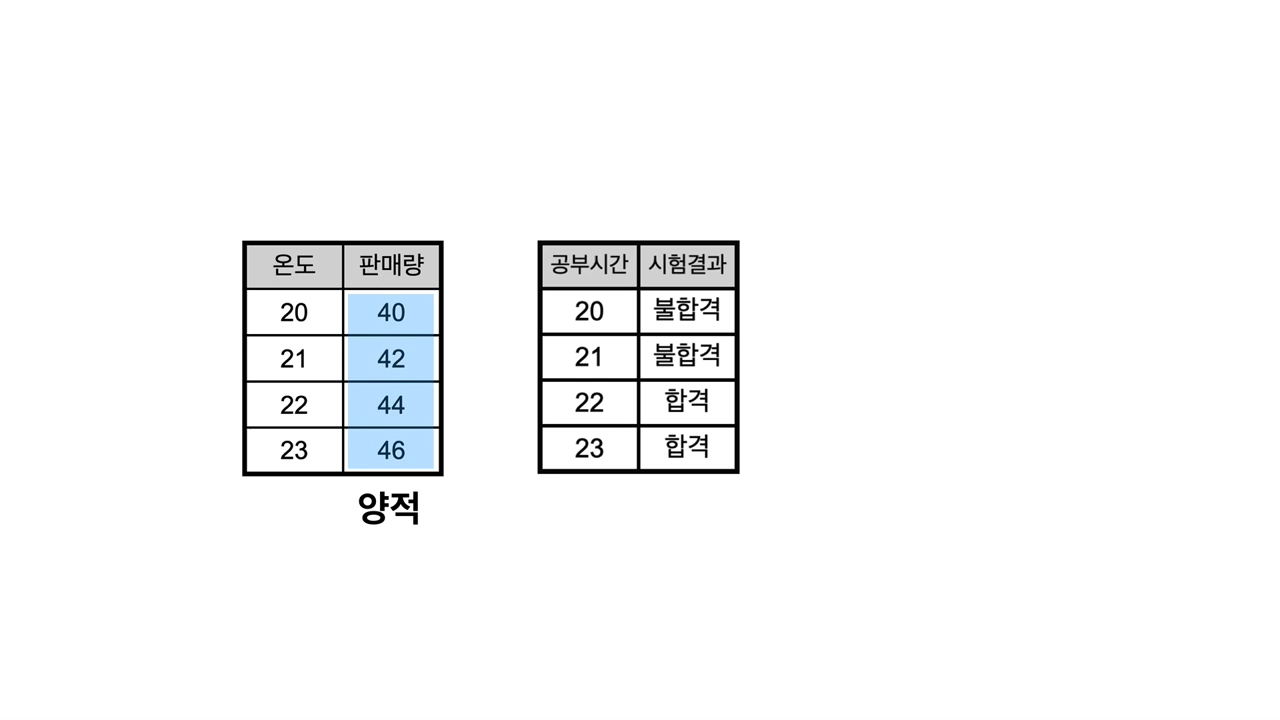 온도 판매량
20 40
21 42
22 44
23 46
양적
공부시간 시험결과
20 불합격
21 불합격
22 합격
23 합격